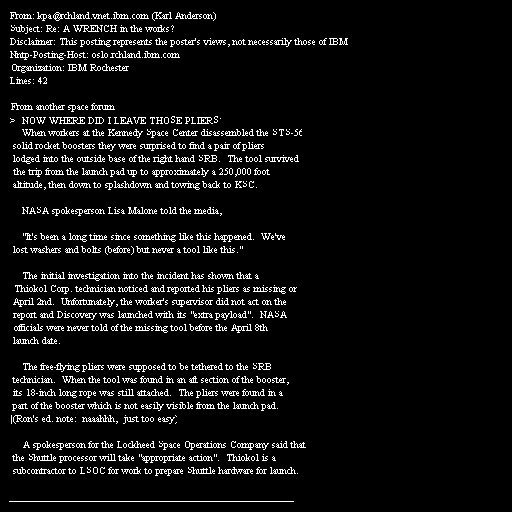 From: kpa@rchland.vnet.ibm.com (Karl Anderson)
Subject: Re: A WRENCH in the works?
Disclaimer: This posting represents the poster's views, not necessarily those of IBM
Nntp-Posting-Host: oslo.rchland.ibm.com
Organization: IBM Rochester
Lines: 42

From another space forum
>  NOW WHERE DID I LEAVE THOSE PLIERS?
When workers at the Kennedy Space Center disassembled the STS-56
solid rocket boosters they were surprised to find a pair of pliers
lodged into the outside base of the right hand SRB.  The tool survived
the trip from the launch pad up to approximately a 250,000 foot
altitude, then down to splashdown and towing back to KSC.

NASA spokesperson Lisa Malone told the media,

"It's been a long time since something like this happened.  We've
lost washers and bolts (before) but never a tool like this."

The initial investigation into the incident has shown that a
Thiokol Corp. technician noticed and reported his pliers as missing on
April 2nd.  Unfortunately, the worker's supervisor did not act on the
report and Discovery was launched with its "extra payload".  NASA
officials were never told of the missing tool before the April 8th
launch date.

The free-flying pliers were supposed to be tethered to the SRB
technician.  When the tool was found in an aft section of the booster,
its 18-inch long rope was still attached.  The pliers were found in a
part of the booster which is not easily visible from the launch pad.
|(Ron's ed. note:  naaahhh,  just too easy)

A spokesperson for the Lockheed Space Operations Company said that
the Shuttle processor will take "appropriate action".  Thiokol is a
subcontractor to LSOC for work to prepare Shuttle hardware for launch.